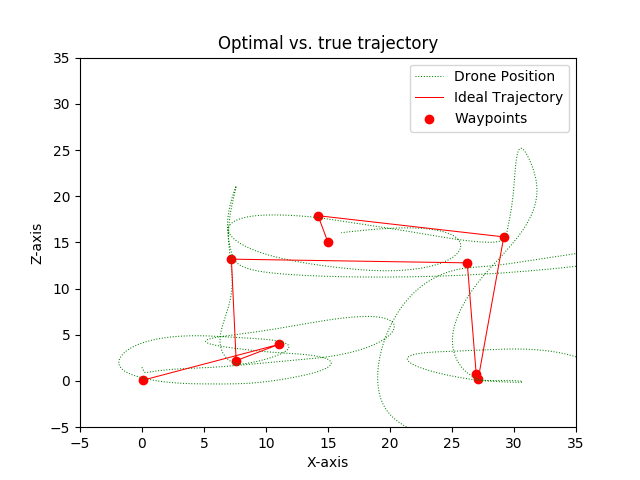 Optimal vs. true trajectory
Drone Position
Ideal Trajectory
Waypoints
Z-axis
35
30
25
20
15
10
5
0
−5
−5 0 5 10 15 20 25 30 35
X-axis